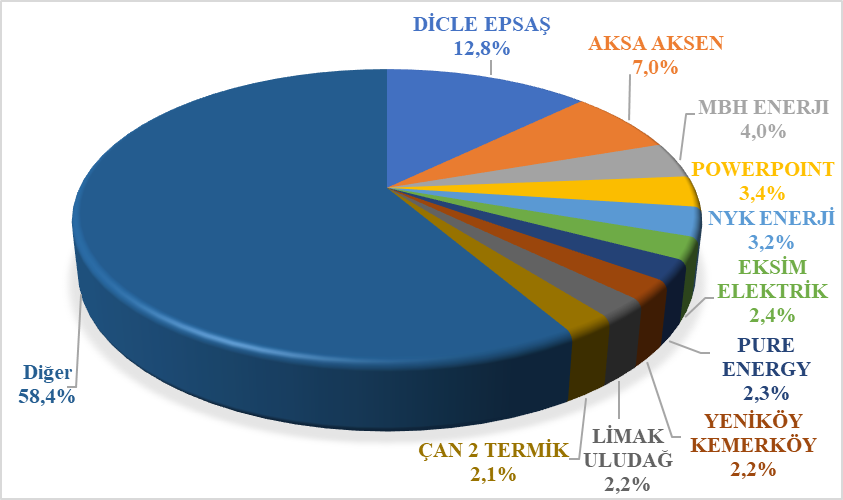 DİCLE EPSAŞ
12,8%
AKSA AKSEN
7,0%
MBH ENERJI
4,0%
POWERPOINT
3,4%
NYK ENERJİ
3,2%
EKSİM
ELEKTRİK
2,4%
PURE
ENERGY
2,3%
YENİKÖY
KEMERKÖY
2,2%
LİMAK
ULUDAĞ
2,2%
ÇAN 2 TERMİK
2,1%
Diğer
58,4%